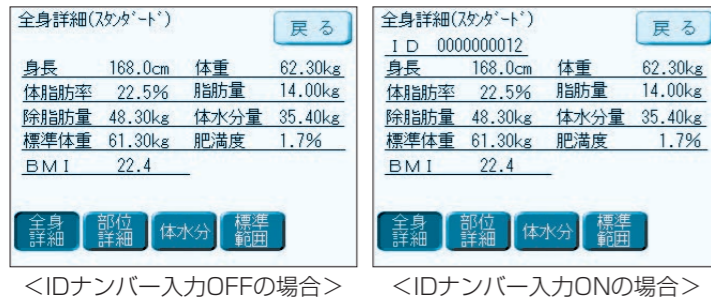 全身詳細(ｽﾀﾝﾀﾞｰﾄﾞ)
戻る
身長 168.0cm 体重 62.30kg
体脂肪率 22.5% 脂肪量 14.00kg
除脂肪量 48.30kg 体水分量 35.40kg
標準体重 61.30kg 肥満度 1.7%
ＢＭＩ 22.4
全身
詳細
部位
詳細
体水分
標準
範囲
<IDナンバー入力OFFの場合>
全身詳細(ｽﾀﾝﾀﾞｰﾄﾞ)
戻る
ＩＤ 0000000012
身長 168.0cm 体重 62.30kg
体脂肪率 22.5% 脂肪量 14.00kg
除脂肪量 48.30kg 体水分量 35.40kg
標準体重 61.30kg 肥満度 1.7%
ＢＭＩ 22.4
全身
詳細
部位
詳細
体水分
標準
範囲
<IDナンバー入力ONの場合>